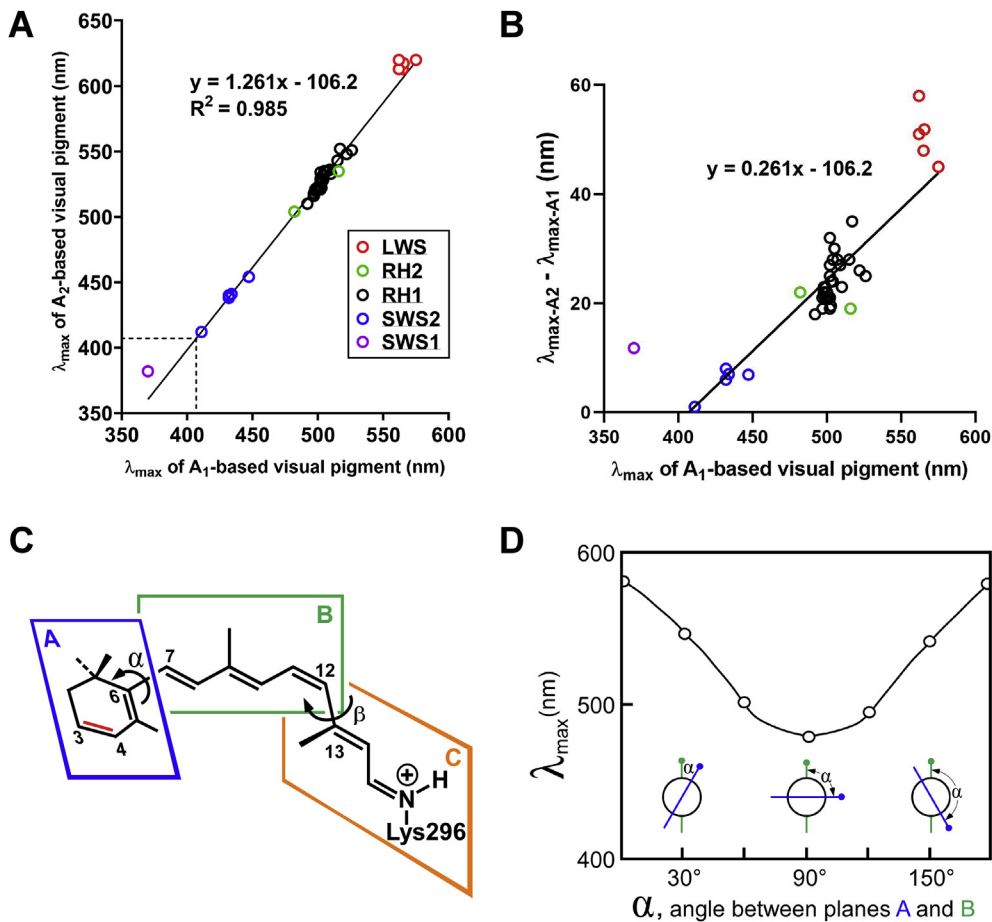 A
650
600
550
500
450
400
350
λmax of A2-based visual pigment (nm)
y = 1.261x - 106.2
R2 = 0.985
LWS
RH2
RH1
SWS2
SWS1
350 400 450 500 550 600
λmax of A1-based visual pigment (nm)
B
60
40
20
0
λmax-A2 - λmax-A1 (nm)
y = 0.261x - 106.2
350 400 450 500 550 600
λmax of A1-based visual pigment (nm)
C
A
B
C
α
β
3
4
6
7
12
13
+
N
H
Lys296
D
600
500
400
λmax(nm)
α
α
α
30° 90° 150°
α, angle between planes A and B